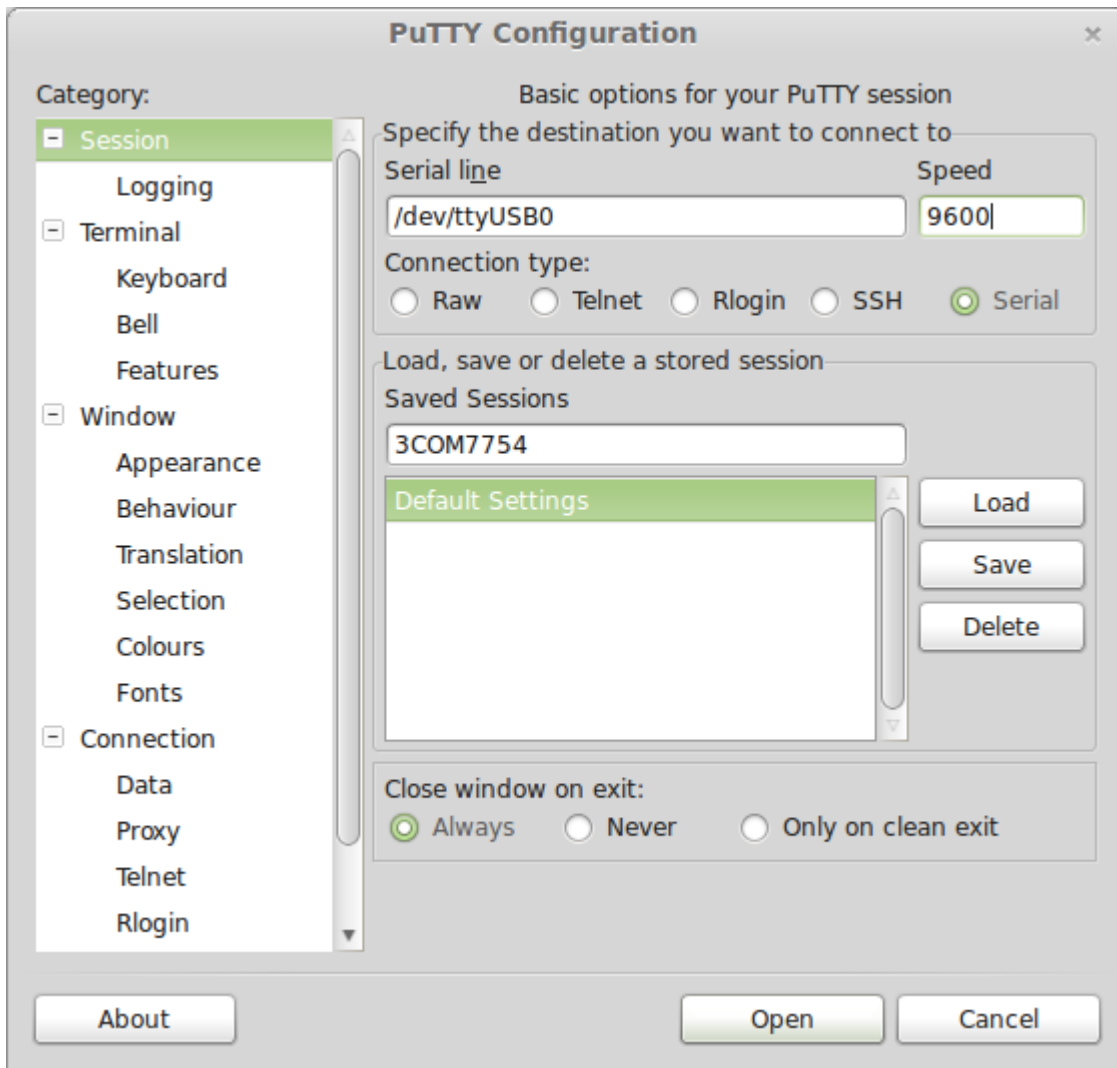 PuTTY Configuration
Category:
Session
Logging
Terminal
Keyboard
Bell
Features
Window
Appearance
Behaviour
Translation
Selection
Colours
Fonts
Connection
Data
Proxy
Telnet
Rlogin
Basic options for your PuTTY session
Specify the destination you want to connect to
Serial line Speed
/dev/ttyUSB0 9600
Connection type:
Raw Telnet Rlogin SSH Serial
Load, save or delete a stored session
Saved Sessions
3COM7754
Default Settings
Load
Save
Delete
Close window on exit:
Always Never Only on clean exit
About Open Cancel